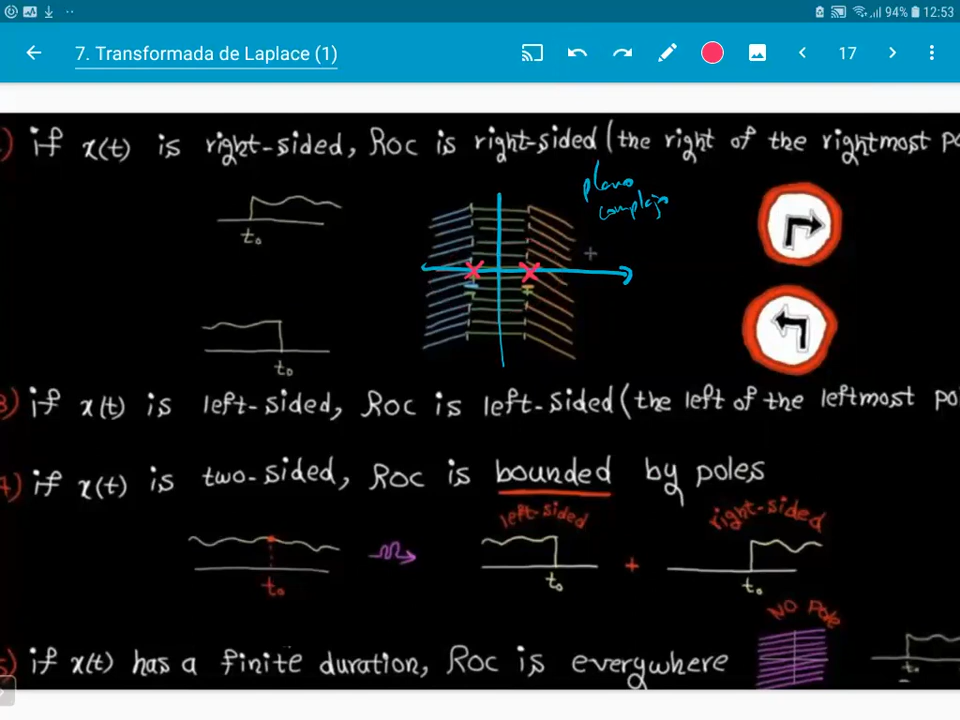 94% 12:53
7. Transformada de Laplace (1)
17
) if x(t) is right-sided, Roc is right-sided (the right of the rightmost po
plano
complejo
t₀
t₀
3) if x(t) is left-sided, Roc is left-sided (the left of the leftmost po
4) if x(t) is two-sided, Roc is bounded by poles
left-sided
right-sided
t₀
+
t₀
t₀
NO Pole
5) if x(t) has a finite duration, Roc is everywhere
t₀